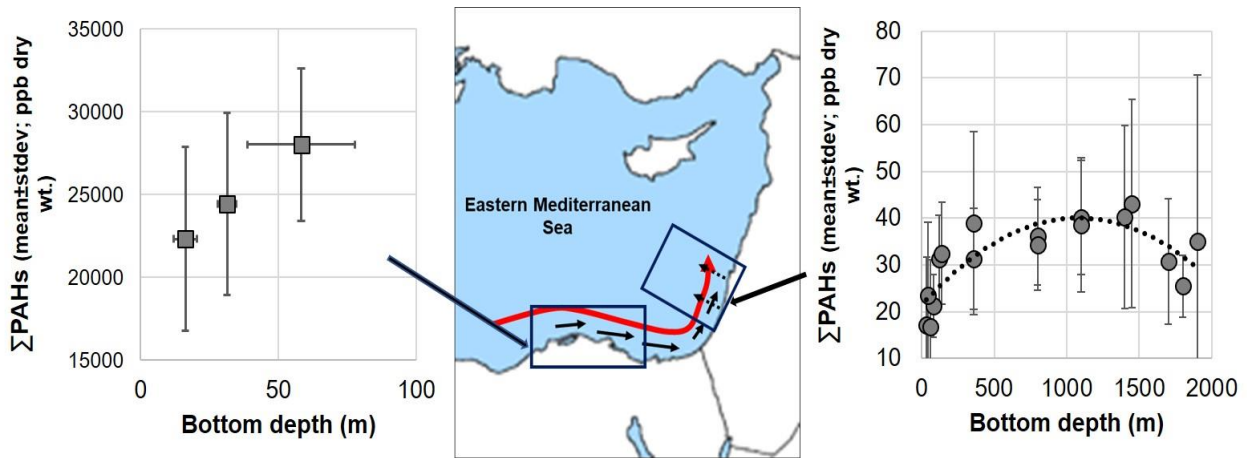 ∑PAHs (mean±stdev; ppb dry
wt.)
35000
30000
25000
20000
15000
0
50
100
Bottom depth (m)
Eastern Mediterranean
Sea
∑PAHs (mean±stdev; ppb dry
wt.)
80
70
60
50
40
30
20
10
0
500
1000
1500
2000
Bottom depth (m)